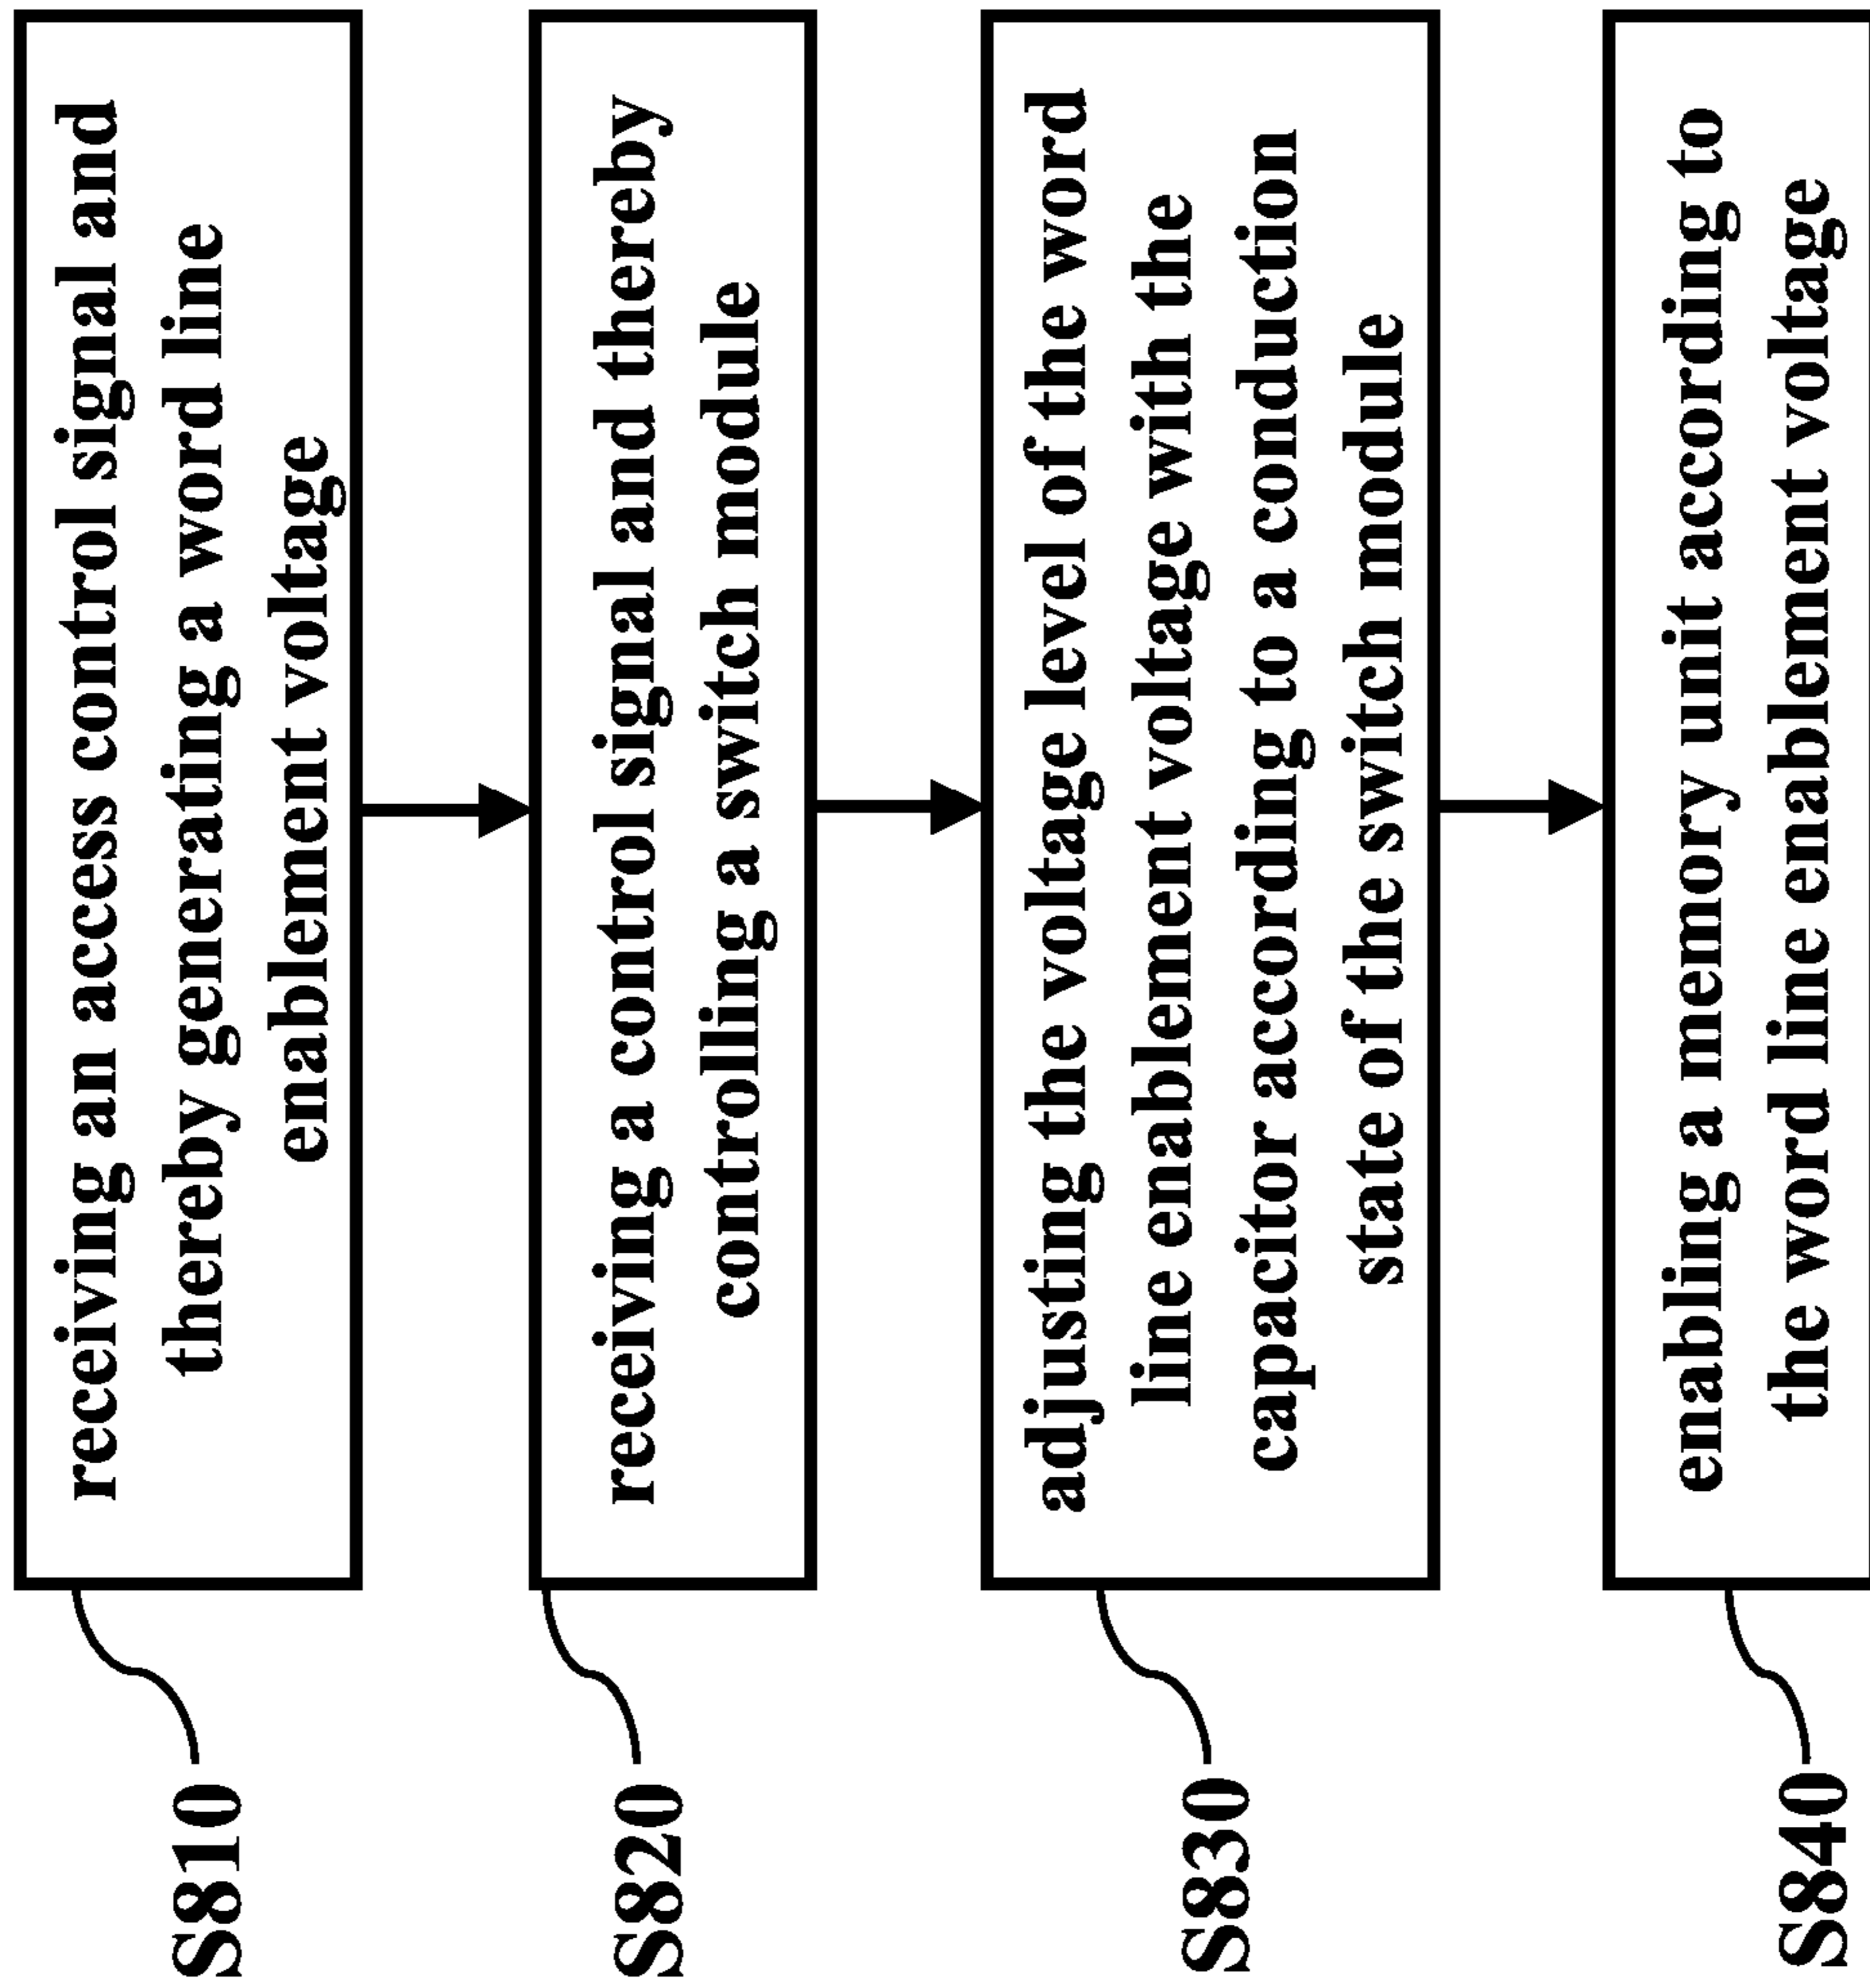 S810
receiving an access control signal and
thereby generating a word line
enablement voltage
S820
receiving a control signal and thereby
controlling a switch module
S830
adjusting the voltage level of the word
line enablement voltage with the
capacitor according to a conduction
state of the switch module
S840
enabling a memory unit according to
the word line enablement voltage